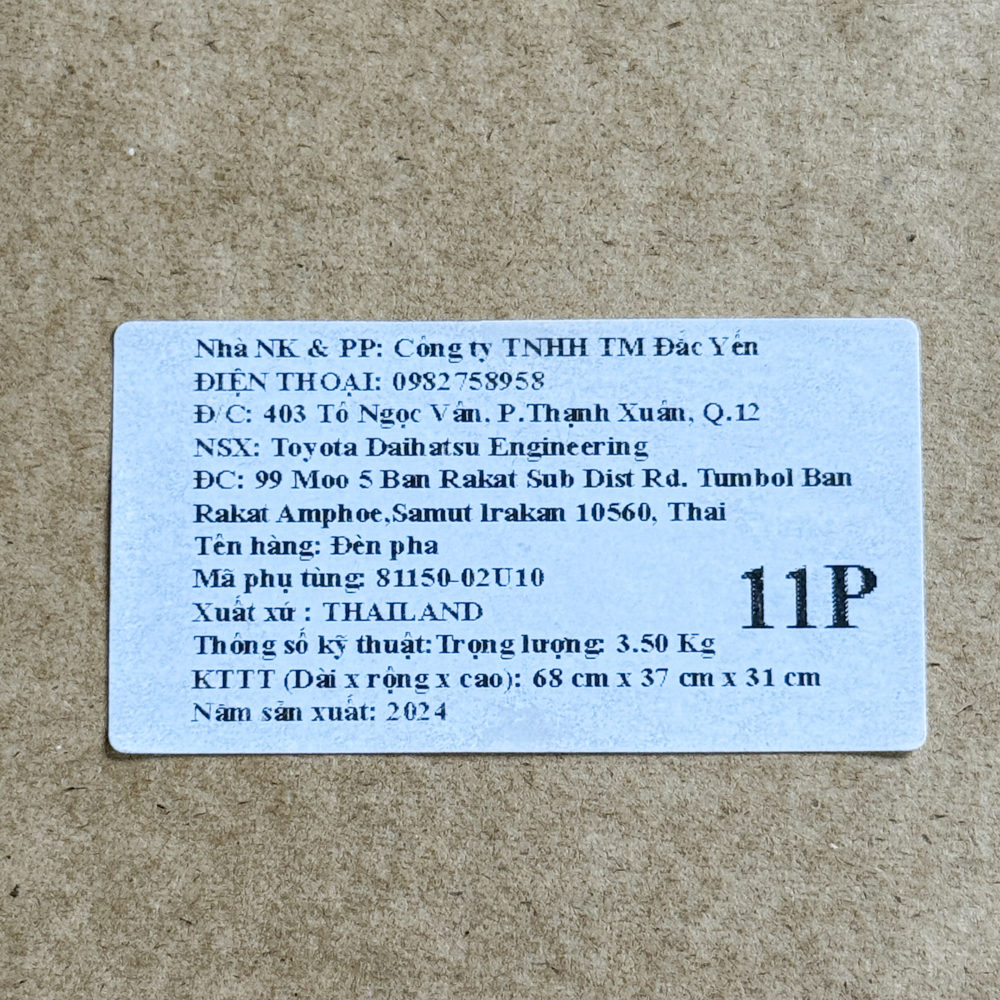 Nhà NK & PP: Công ty TNHH TM Đắc Yến
ĐIỆN THOẠI: 0982758958
Đ/C: 403 Tô Ngọc Vân, P.Thạnh Xuân, Q.12
NSX: Toyota Daihatsu Engineering
ĐC: 99 Moo 5 Ban Rakat Sub Dist Rd. Tumbol Ban
Rakat Amphoe,Samut lrakan 10560, Thai
Tên hàng: Đèn pha
Mã phụ tùng: 81150-02U10
Xuất xứ : THAILAND
11P
Thông số kỹ thuật: Trọng lượng: 3.50 Kg
KTTT (Dài x rộng x cao): 68 cm x 37 cm x 31 cm
Năm sản xuất: 2024